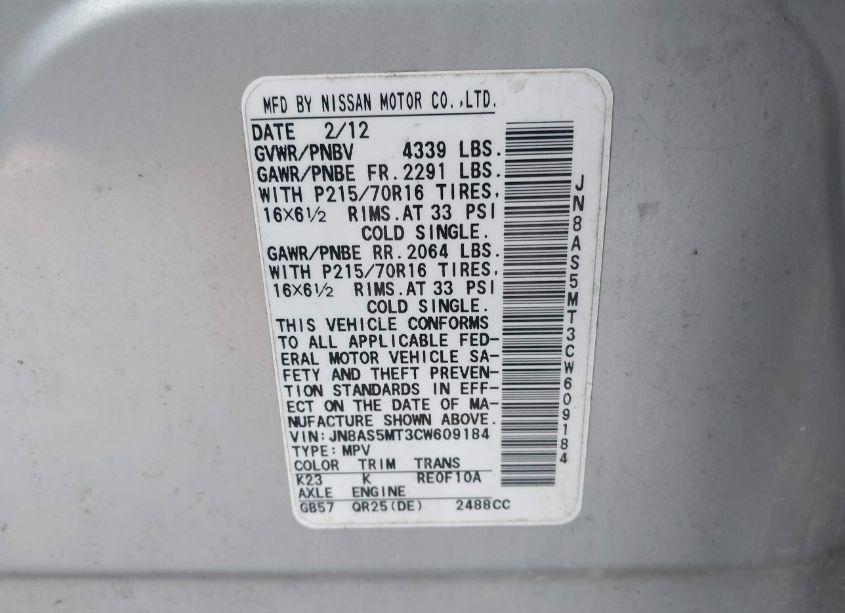 MFD BY NISSAN MOTOR CO.,LTD.
DATE 2/12
GVWR/PNBV 4339 LBS.
GAWR/PNBE FR. 2291 LBS.
WITH P215/70R16 TIRES,
16X6½ RIMS. AT 33 PSI
COLD SINGLE.
GAWR/PNBE RR. 2064 LBS.
WITH P215/70R16 TIRES,
16X6½ RIMS. AT 33 PSI
COLD SINGLE.
THIS VEHICLE CONFORMS
TO ALL APPLICABLE FED-
ERAL MOTOR VEHICLE SA-
FETY AND THEFT PREVEN-
TION STANDARDS IN EFF-
ECT ON THE DATE OF MA-
NUFACTURE SHOWN ABOVE.
VIN: JN8AS5MT3CW609184
TYPE: MPV
COLOR TRIM TRANS
K23 K RE0F10A
AXLE ENGINE
GB57 QR25(DE) 2488CC
JN8AS5MT3CW609184